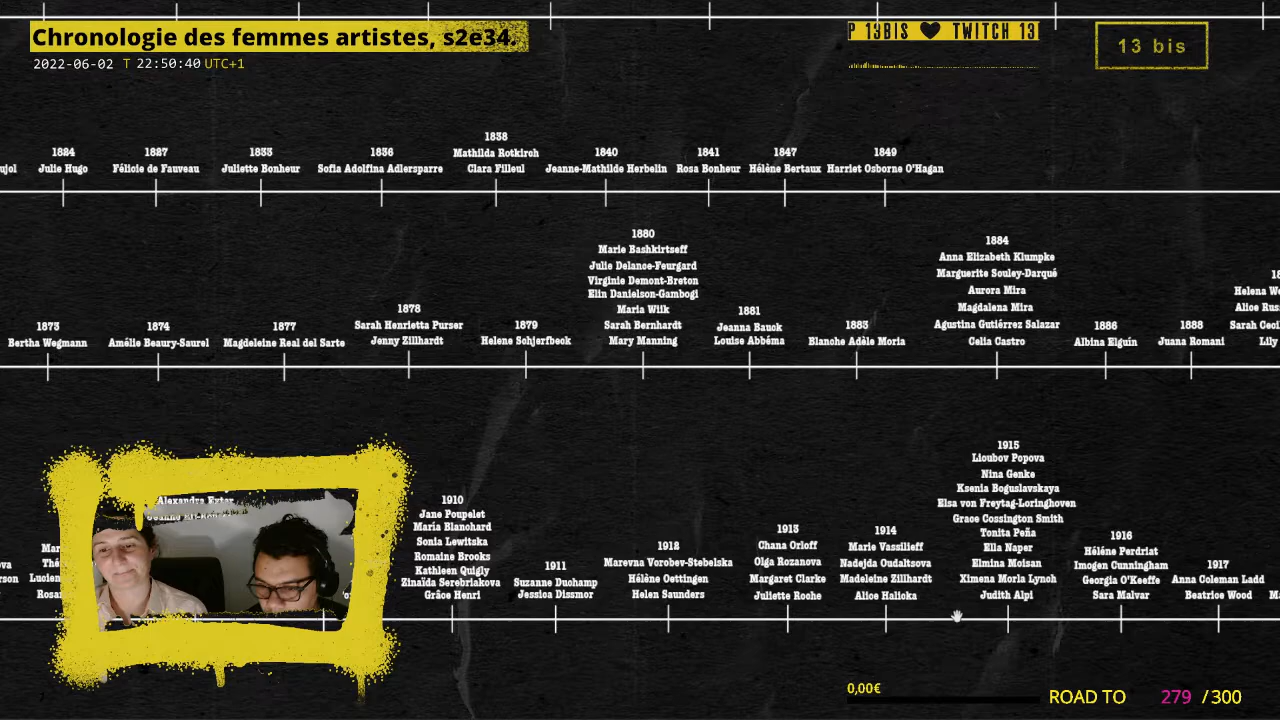 Chronologie des femmes artistes, s2e34.
2022-06-02 T 22:50:40 UTC+1
P 13BIS ♥ TWITCH 13
13 bis
1824
Julie Hugo
1827
Félicie de Fauveau
1833
Juliette Bonheur
1836
Sofia Adolfina Adlersparre
1838
Mathilda Rotkirch
Clara Filleul
1840
Jeanne-Mathilde Herbelin
1841
Rosa Bonheur
1847
Hélène Bertaux
1849
Harriet Osborne O'Hagan
1873
Bertha Wegmann
1874
Amélie Beaury-Saurel
1877
Magdeleine Real del Sarte
1878
Sarah Henrietta Purser
Jenny Zillhardt
1879
Helene Schjerfbeck
1880
Marie Bashkirtseff
Julie Delance-Feurgard
Virginie Demont-Breton
Elin Danielson-Gambogi
Maria Wiik
Sarah Bernhardt
Mary Manning
1881
Jeanna Bauck
Louise Abbéma
1883
Blanche Adèle Moria
1884
Anna Elizabeth Klumpke
Marguerite Souley-Darqué
Aurora Mira
Magdalena Mira
Agustina Gutiérrez Salazar
Celia Castro
1886
Albina Elguín
1888
Juana Romani
Helena
Alice
Sarah
Lily
Alexandra Exter
1910
Jane Poupelet
María Blanchard
Sonia Lewitska
Romaine Brooks
Kathleen Quigly
Zinaïda Serebriakova
Grâce Henri
1911
Suzanne Duchamp
Jessica Dissmor
1912
Marevna Vorobev-Stebelska
Hélène Oettingen
Helen Saunders
1913
Chana Orloff
Olga Rozanova
Margaret Clarke
Juliette Roche
1914
Marie Vassilieff
Nadejda Oudaltsova
Madeleine Zillhardt
Alice Halicka
1915
Lioubov Popova
Nina Genke
Ksenia Boguslavskaya
Elsa von Freytag-Loringhoven
Grace Cossington Smith
Tonita Peña
Ella Naper
Elmina Moisan
Ximena Morla Lynch
Judith Alpi
1916
Héléne Perdriat
Imogen Cunningham
Georgia O'Keeffe
Sara Malvar
1917
Anna Coleman Ladd
Beatrice Wood
0,00€
ROAD TO 279 /300